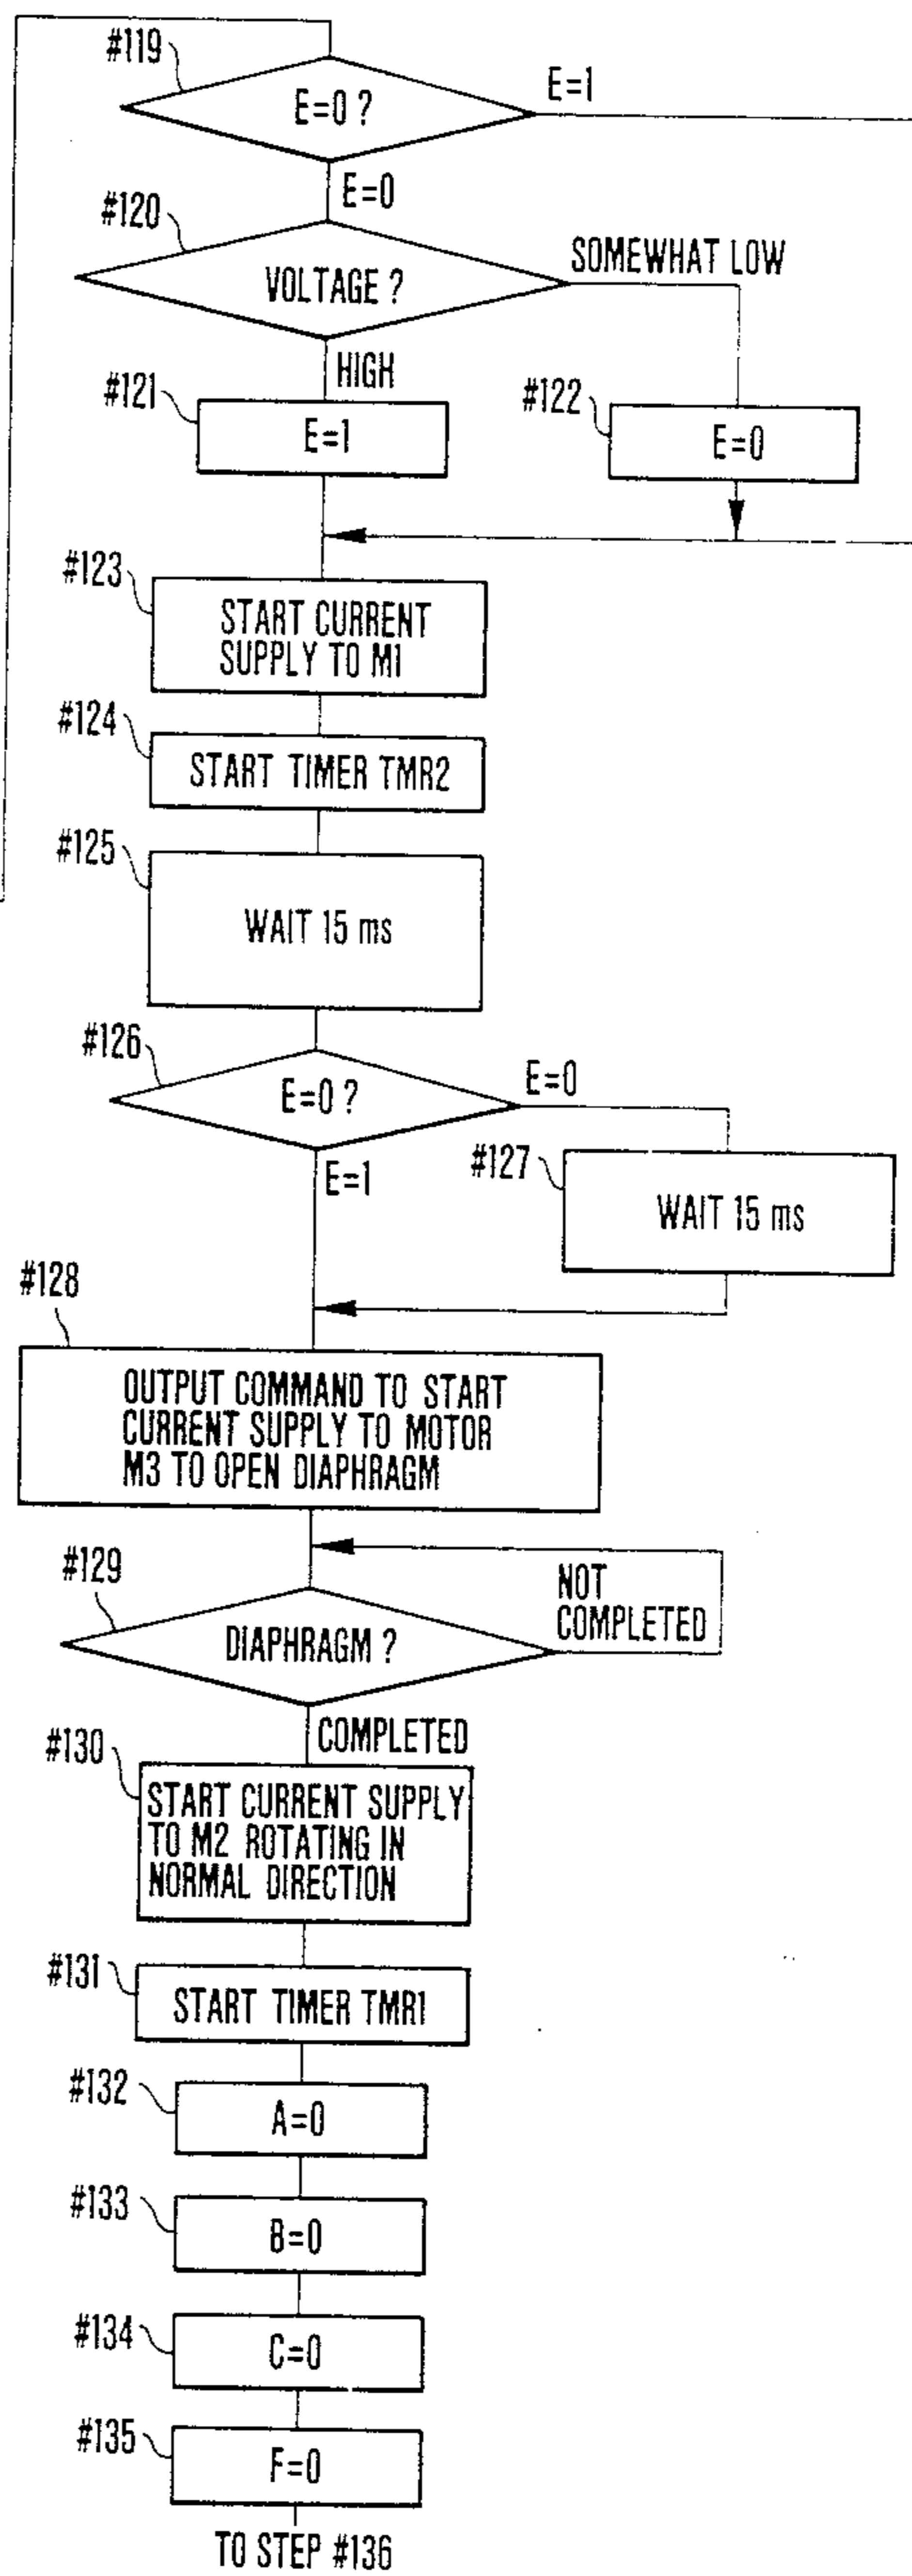 #119
E=0 ?
E=1
E=0
#120
VOLTAGE ?
SOMEWHAT LOW
HIGH
#121
E=1
#122
E=0
#123
START CURRENT
SUPPLY TO M1
#124
START TIMER TMR2
#125
WAIT 15 ms
#126
E=0 ?
E=0
E=1
#127
WAIT 15 ms
#128
OUTPUT COMMAND TO START
CURRENT SUPPLY TO MOTOR
M3 TO OPEN DIAPHRAGM
#129
DIAPHRAGM ?
NOT
COMPLETED
COMPLETED
#130
START CURRENT SUPPLY
TO M2 ROTATING IN
NORMAL DIRECTION
#131
START TIMER TMR1
#132
A=0
#133
B=0
#134
C=0
#135
F=0
TO STEP #136